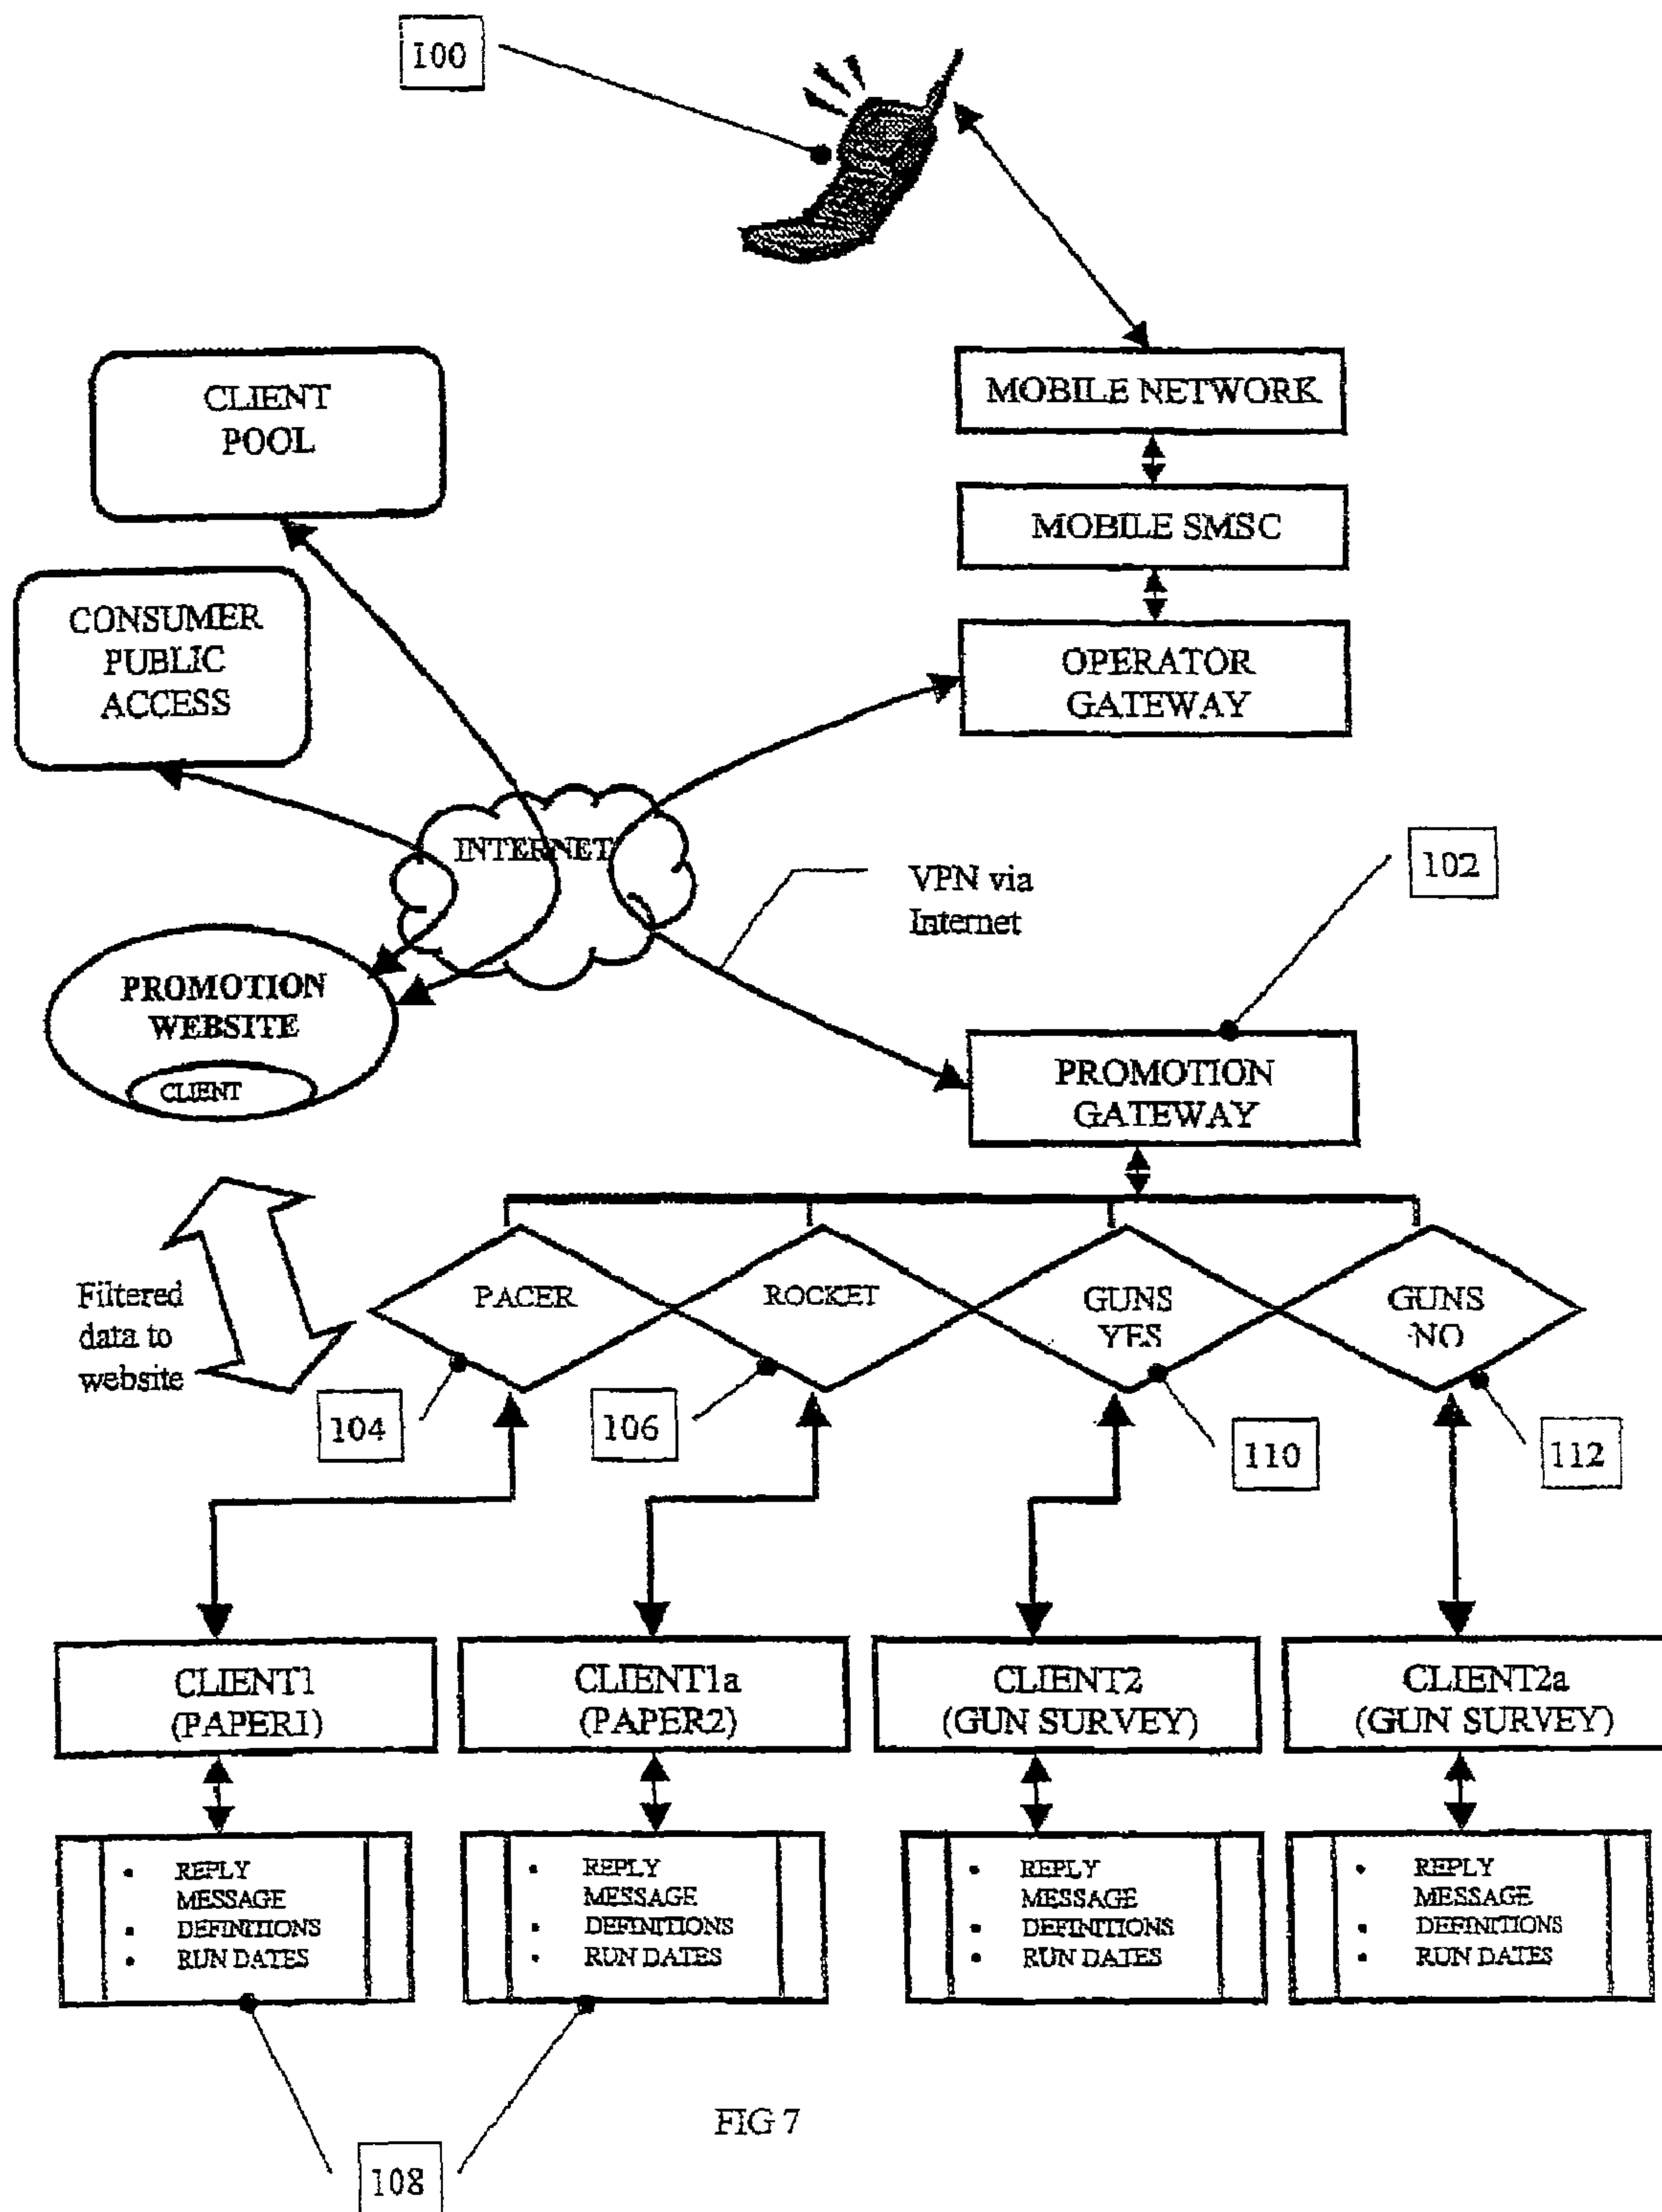 100
CLIENT
POOL
MOBILE NETWORK
MOBILE SMSC
CONSUMER
PUBLIC
ACCESS
OPERATOR
GATEWAY
INTERNET
VPN via
Internet
102
PROMOTION
WEBSITE
CLIENT
PROMOTION
GATEWAY
Filtered
data to
website
PACER
ROCKET
GUNS
YES
GUNS
NO
104
106
110
112
CLIENT1
(PAPER1)
CLIENT1a
(PAPER2)
CLIENT2
(GUN SURVEY)
CLIENT2a
(GUN SURVEY)
• REPLY
MESSAGE
• DEFINITIONS
• RUN DATES
• REPLY
MESSAGE
• DEFINITIONS
• RUN DATES
• REPLY
MESSAGE
• DEFINITIONS
• RUN DATES
• REPLY
MESSAGE
• DEFINITIONS
• RUN DATES
FIG 7
108